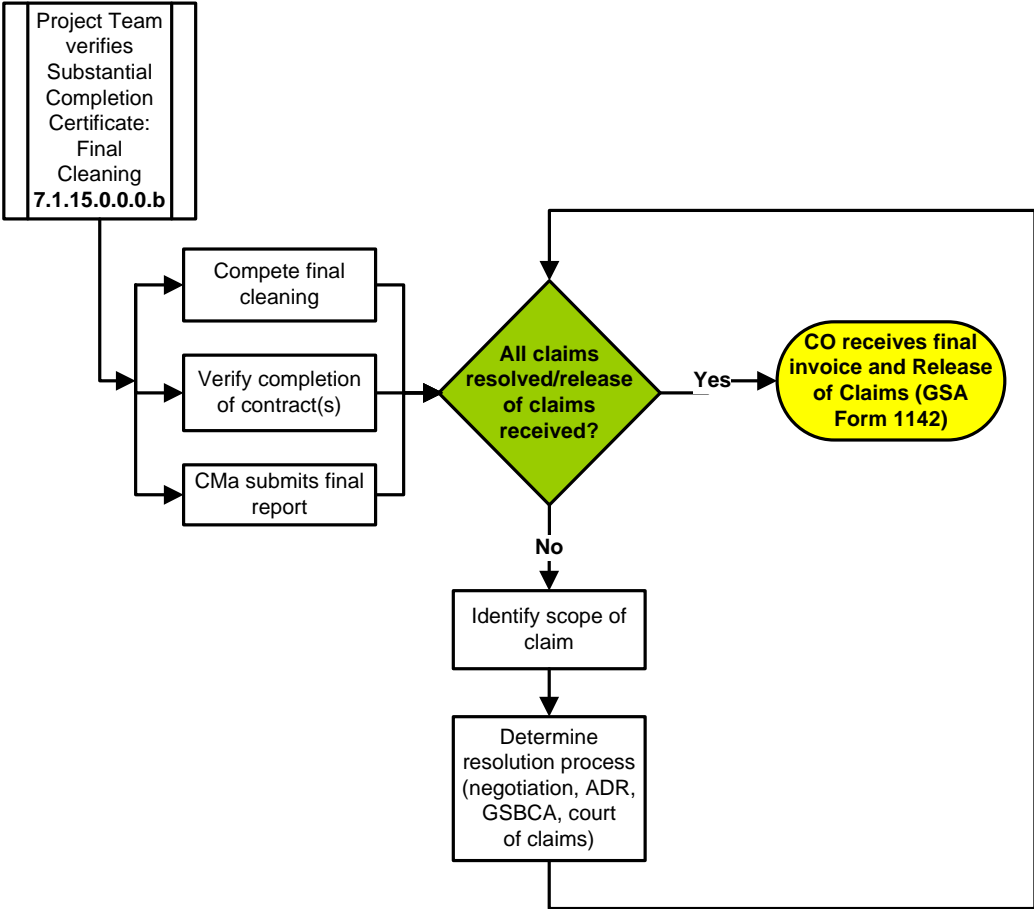 Project Team
verifies
Substantial
Completion
Certificate:
Final
Cleaning
7.1.15.0.0.0.b
Compete final
cleaning
Verify completion
of contract(s)
CMa submits final
report
All claims
resolved/release
of claims
received?
Yes
CO receives final
invoice and Release
of Claims (GSA
Form 1142)
No
Identify scope of
claim
Determine
resolution process
(negotiation, ADR,
GSBCA, court
of claims)